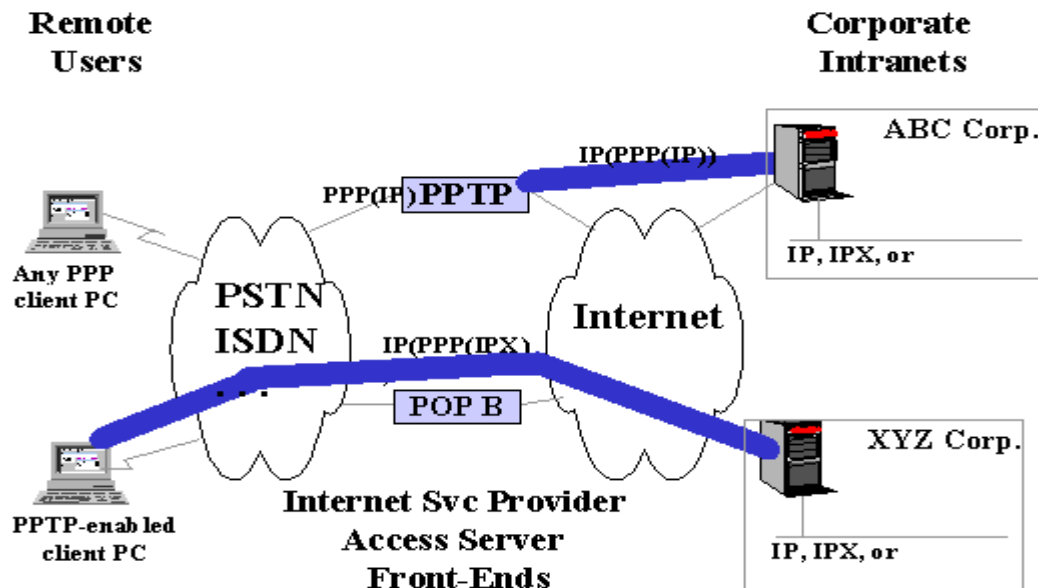 Remote
Users
Corporate
Intranets
ABC Corp.
IP(PPP(IP))
PPP(IP)
PPTP
IP, IPX, or
Any PPP
client PC
PSTN
ISDN
. . .
Internet
IP(PPP(IPX)
POP B
XYZ Corp.
Internet Svc Provider
Access Server
Front-Ends
PPTP-enabled
client PC
IP, IPX, or